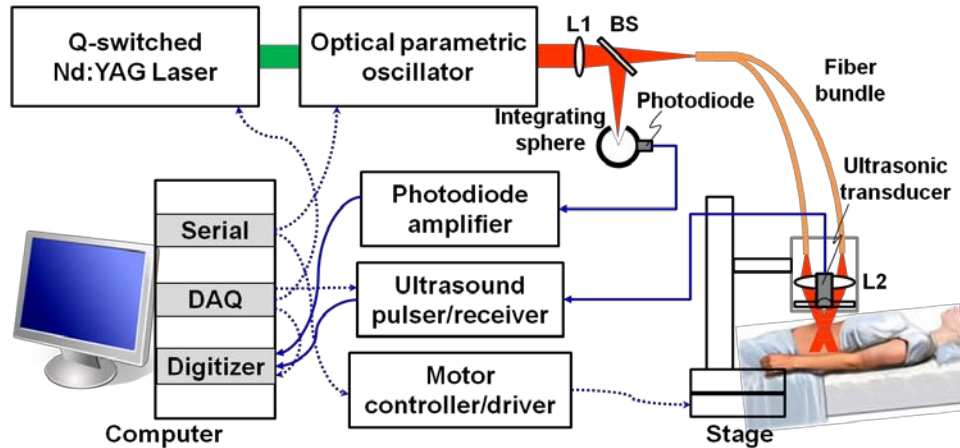 Q-switched
Nd:YAG Laser
Optical parametric
oscillator
L1
BS
Fiber
bundle
Photodiode
Integrating
sphere
Ultrasonic
transducer
Photodiode
amplifier
Serial
DAQ
Ultrasound
pulser/receiver
L2
Digitizer
Motor
controller/driver
Computer
Stage